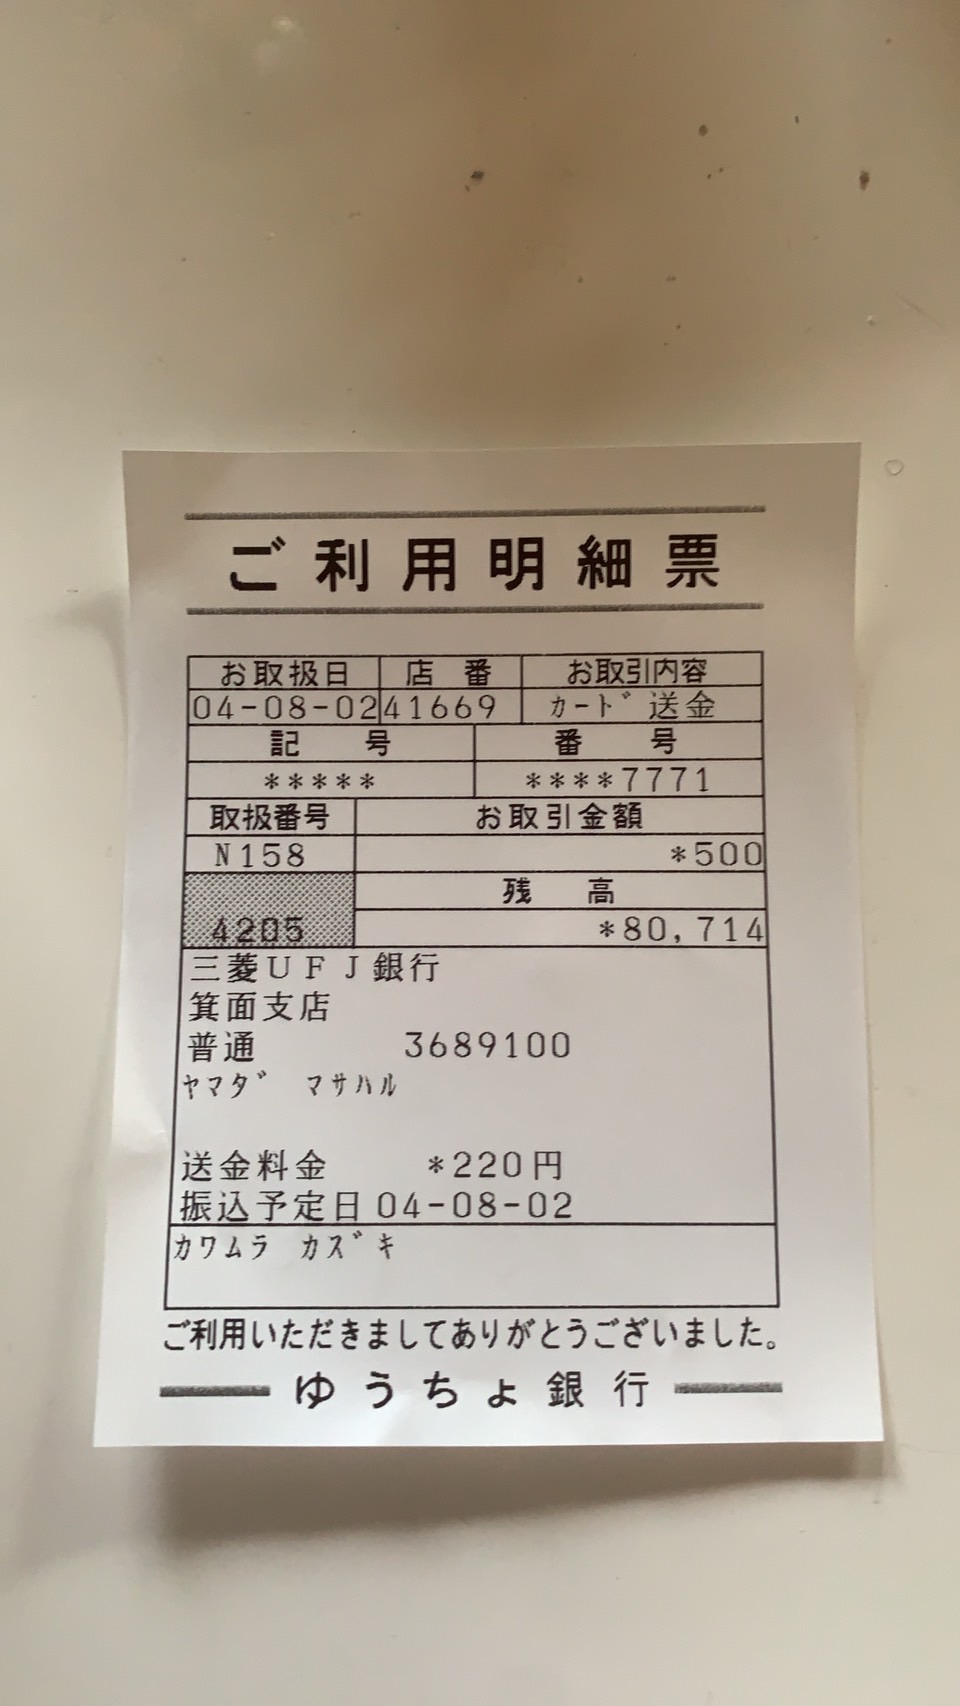 ご利用明細票
お取扱日 店番 お取引内容
04-08-02 41669 ｶｰﾄﾞ送金
記号 番号
***** ****7771
取扱番号 お取引金額
N158 *500
残高
4205 *80,714
三菱ＵＦＪ銀行
箕面支店
普通 3689100
ﾔﾏﾀﾞ ﾏｻﾊﾙ
送金料金 *220円
振込予定日04-08-02
ｶﾜﾑﾗ ｶｽﾞｷ
ご利用いただきましてありがとうございました。
ゆうちょ銀行